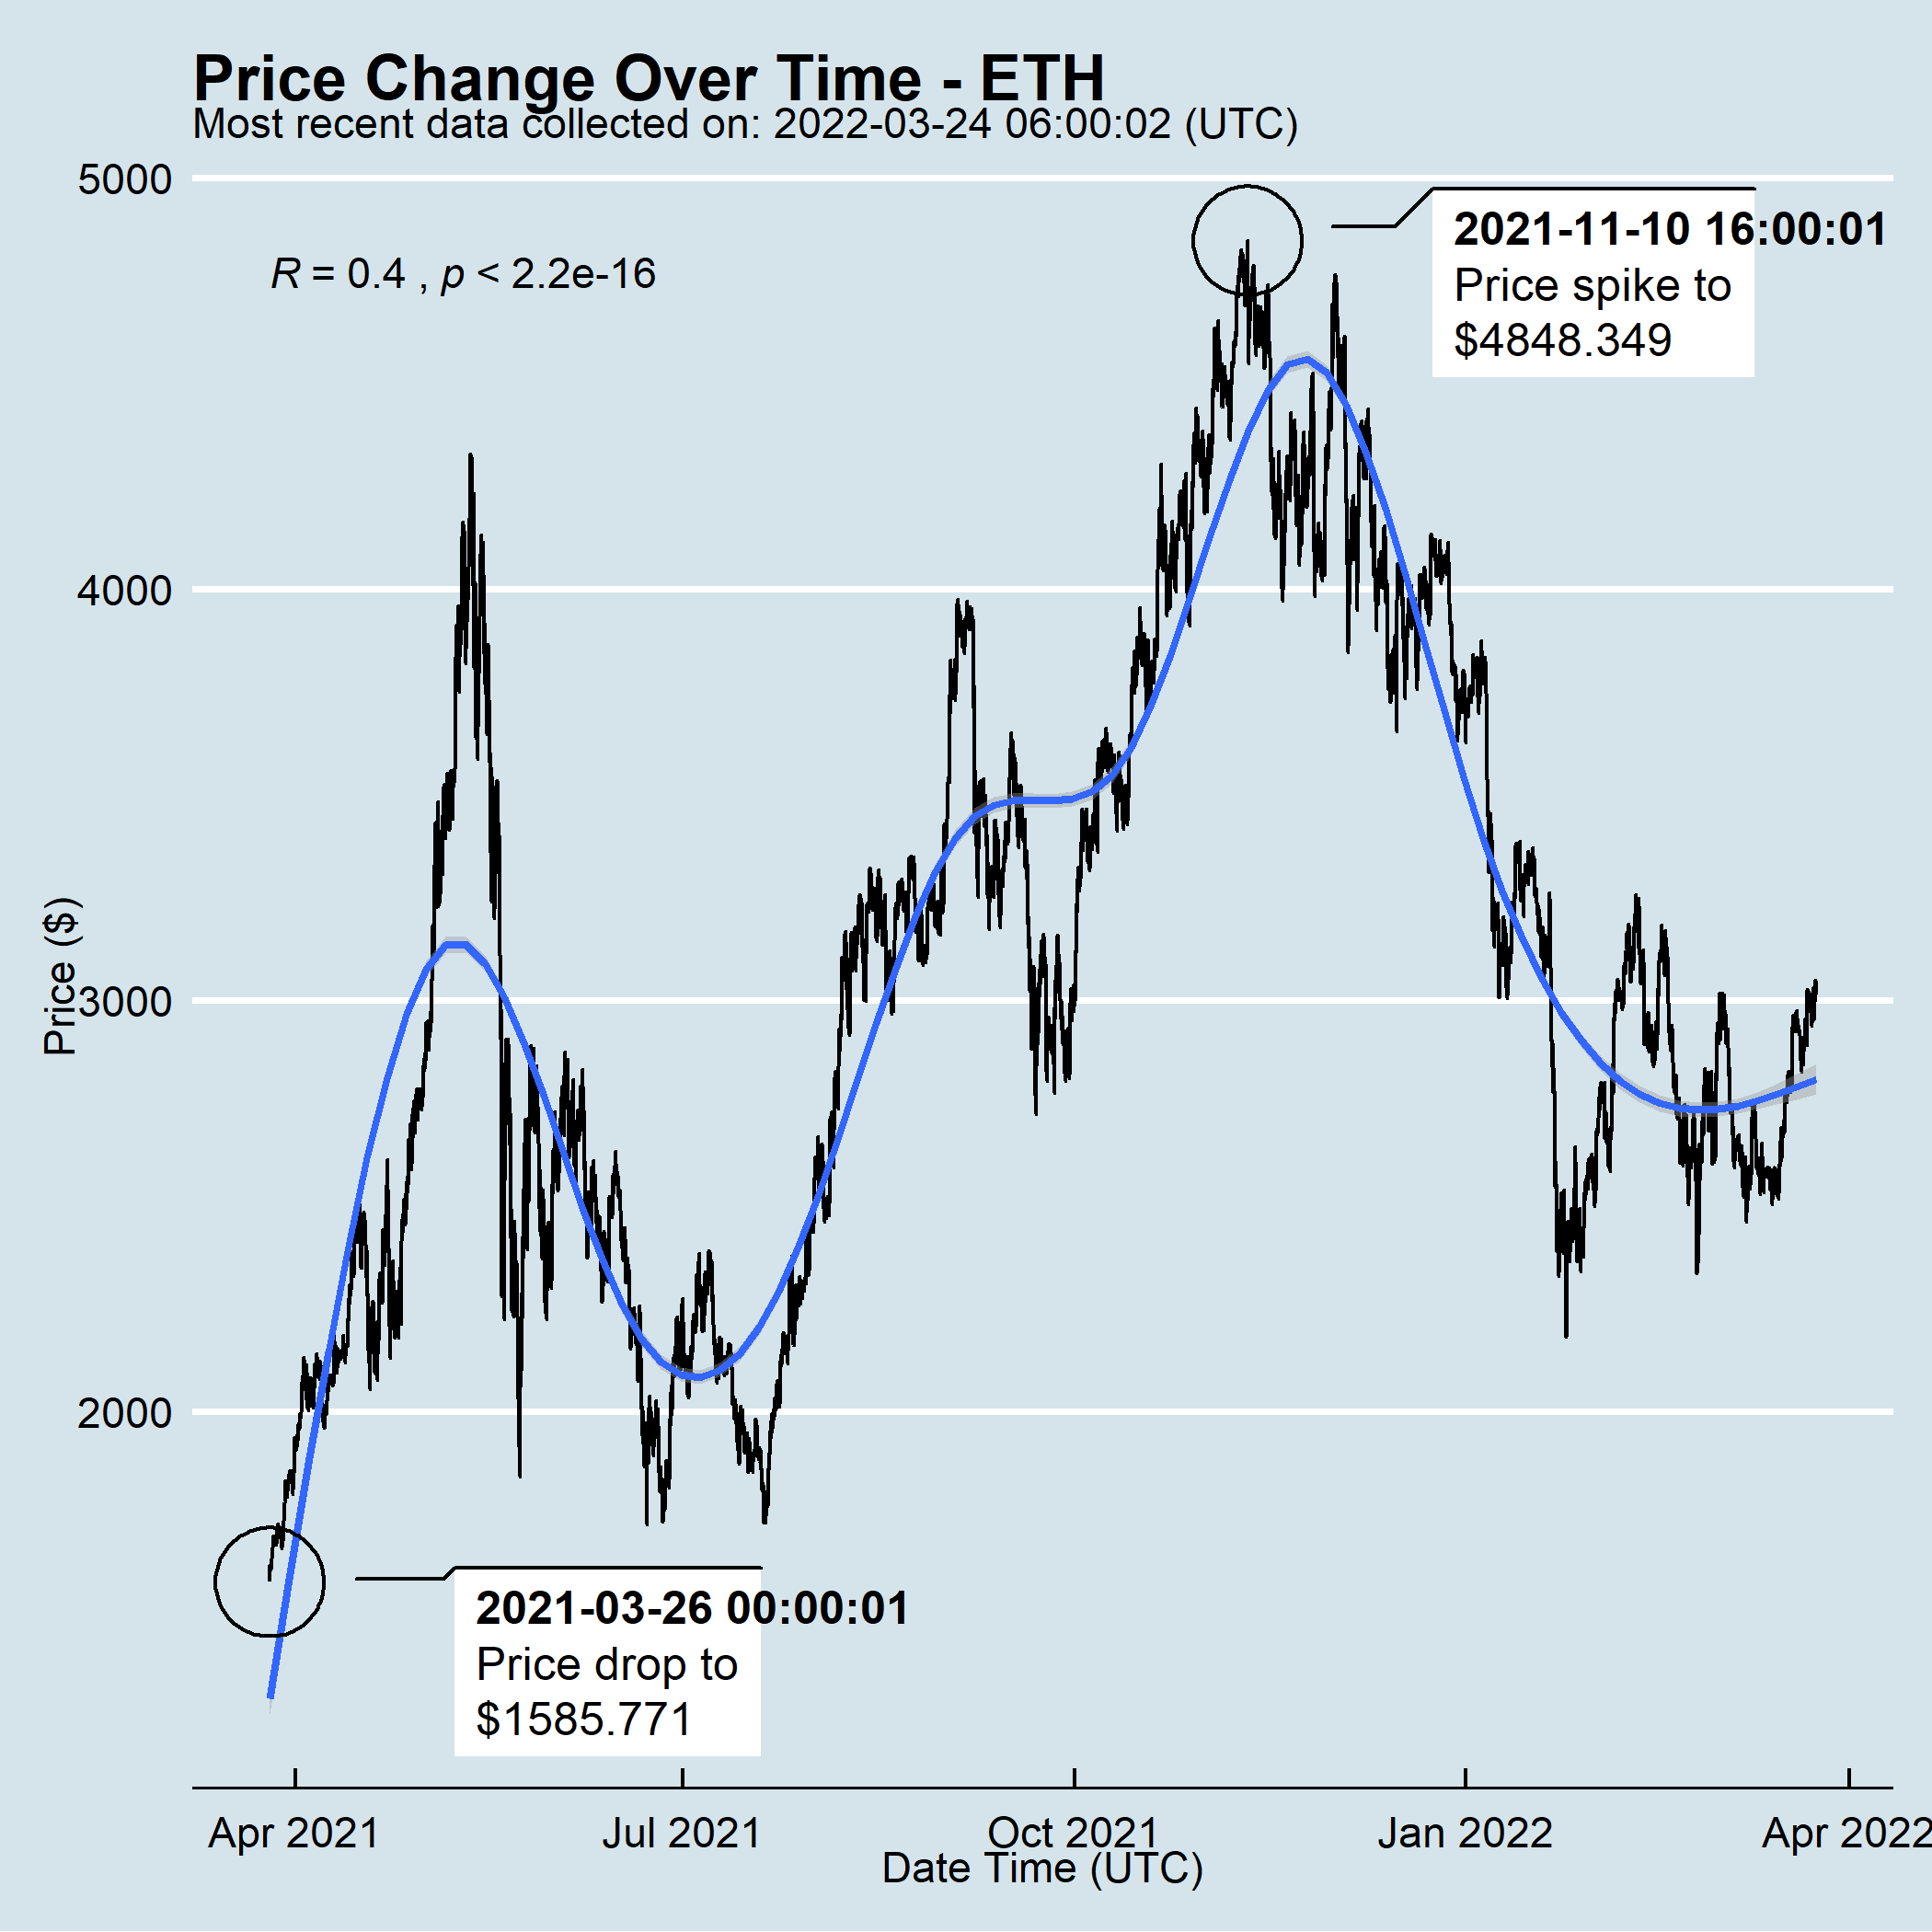 Price Change Over Time - ETH
Most recent data collected on: 2022-03-24 06:00:02 (UTC)
5000
R = 0.4 , p < 2.2e-16
2021-11-10 16:00:01
Price spike to
$4848.349
4000
Price ($)
3000
2000
2021-03-26 00:00:01
Price drop to
$1585.771
Apr 2021 Jul 2021 Oct 2021 Jan 2022 Apr 2022
Date Time (UTC)